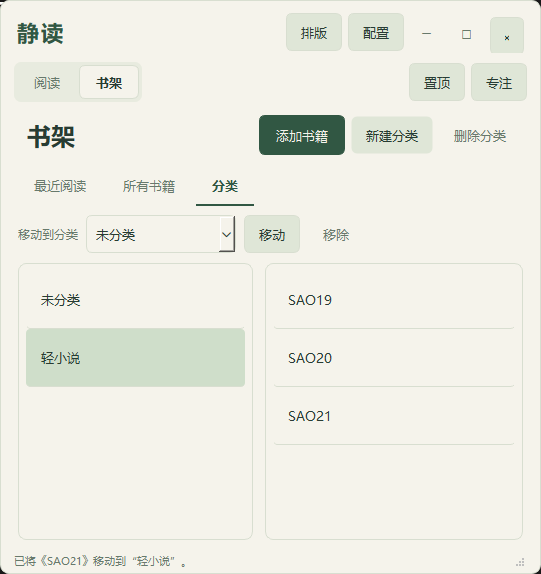 静读
排版 配置
阅读 书架
置顶 专注
书架
添加书籍 新建分类 删除分类
最近阅读 所有书籍 分类
移动到分类 未分类 移动 移除
未分类
轻小说
SAO19
SAO20
SAO21
已将《SAO21》移动到“轻小说”。